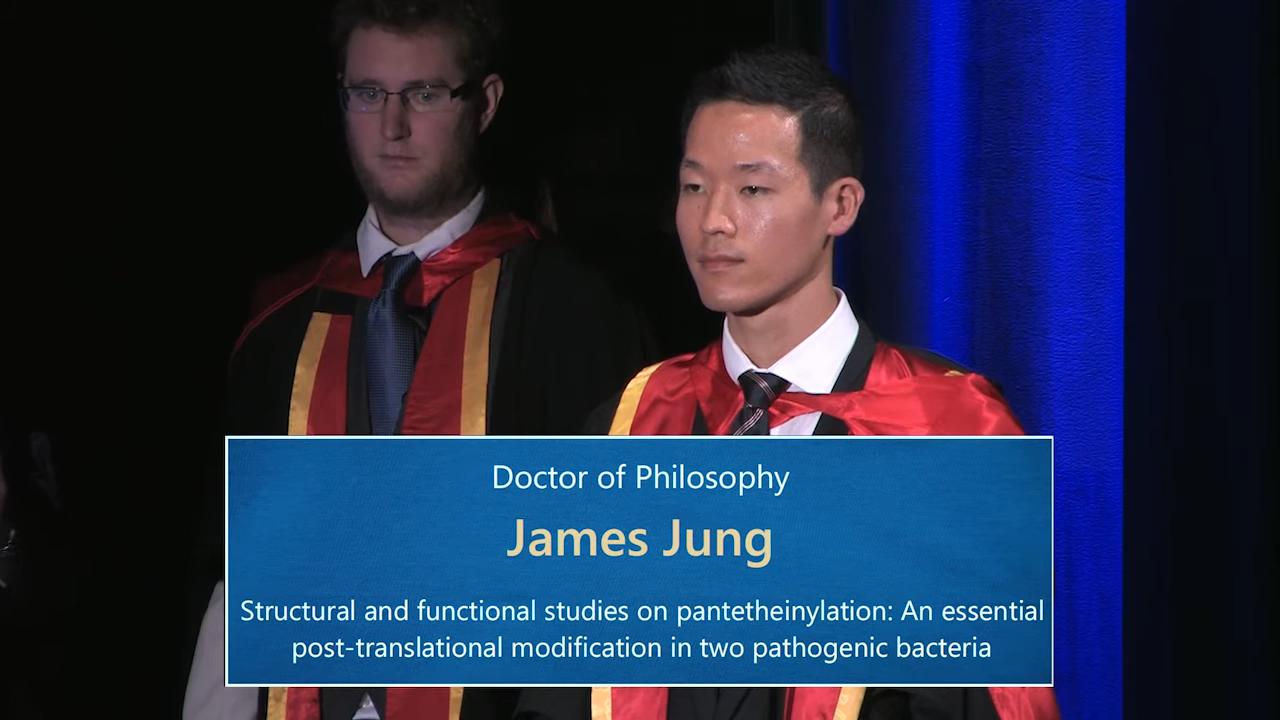 Doctor of Philosophy
James Jung
Structural and functional studies on pantetheinylation: An essential
post-translational modification in two pathogenic bacteria